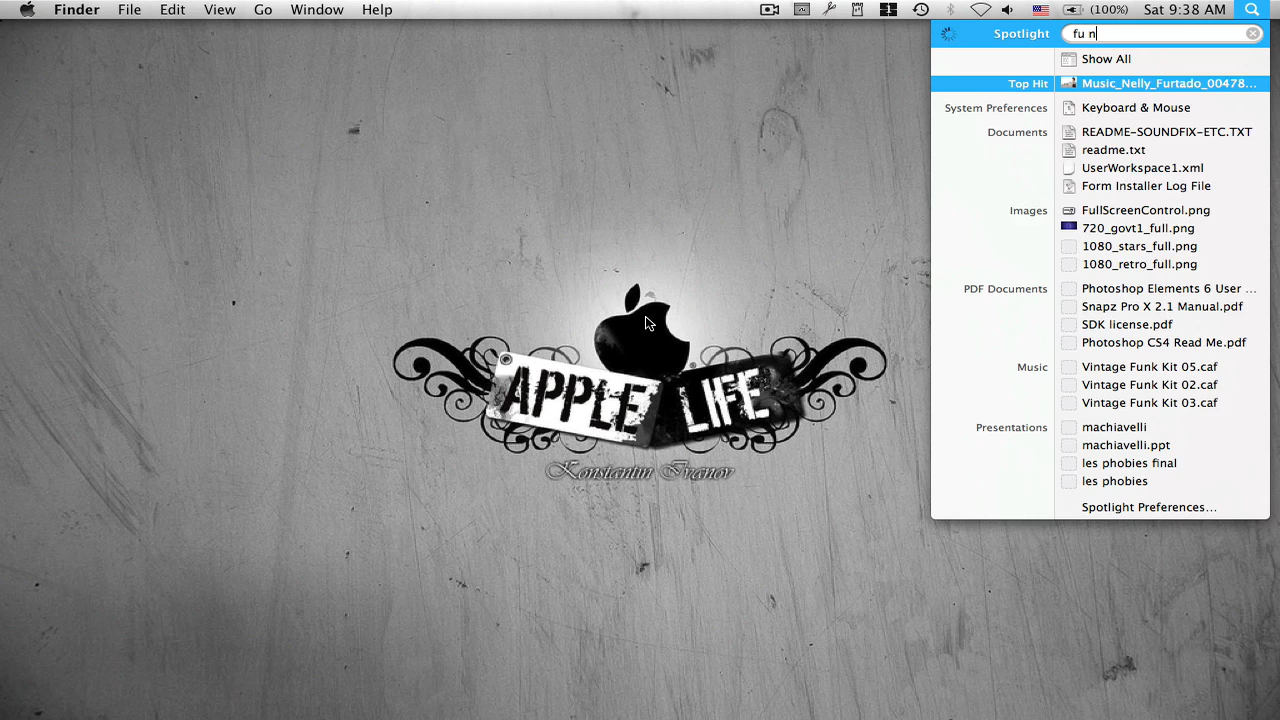 Finder File Edit View Go Window Help (100%) Sat 9:38 AM
Spotlight fu n
Show All
Top Hit Music_Nelly_Furtado_00478...
System Preferences Keyboard & Mouse
Documents README-SOUNDFIX-ETC.TXT
readme.txt
UserWorkspace1.xml
Form Installer Log File
Images FullScreenControl.png
720_govt1_full.png
1080_stars_full.png
1080_retro_full.png
PDF Documents Photoshop Elements 6 User ...
Snapz Pro X 2.1 Manual.pdf
SDK license.pdf
Photoshop CS4 Read Me.pdf
Music Vintage Funk Kit 05.caf
Vintage Funk Kit 02.caf
Vintage Funk Kit 03.caf
Presentations machiavelli
machiavelli.ppt
les phobies final
les phobies
Spotlight Preferences...
APPLE LIFE
Konstantin Ivanov